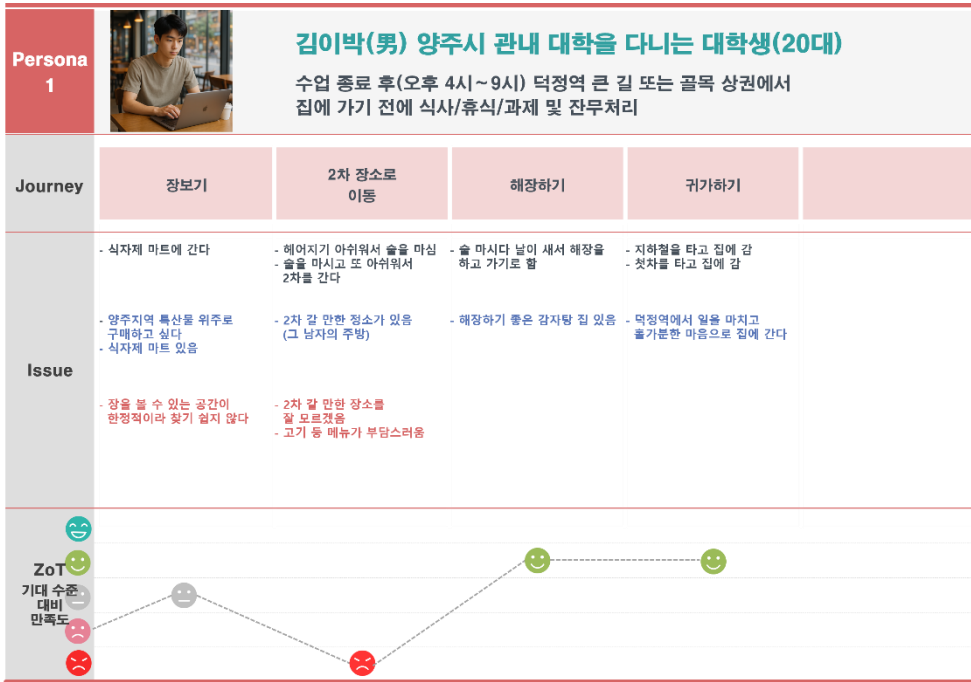 Persona
1
김이박(男) 양주시 관내 대학을 다니는 대학생(20대)
수업 종료 후(오후 4시~9시) 덕정역 큰 길 또는 골목 상권에서
집에 가기 전에 식사/휴식/과제 및 잔무처리
Journey
장보기
2차 장소로
이동
해장하기
귀가하기
Issue
- 식자제 마트에 간다
- 양주지역 특산물 위주로
구매하고 싶다
- 식자제 마트 있음
- 장을 볼 수 있는 공간이
한정적이라 찾기 쉽지 않다
- 헤어지기 아쉬워서 술을 마심
- 술을 마시고 또 아쉬워서
2차를 간다
- 2차 갈 만한 정소가 있음
(그 남자의 주방)
- 2차 갈 만한 장소를
잘 모르겠옴
- 고기 등 메뉴가 부담스러움
- 술 마시다 날이 새서 해장을
하고 가기로 함
- 해장하기 좋은 감자탕 집 있음
- 지하철을 타고 집에 감
- 첫차를 타고 집에 감
- 덕정역에서 일을 마치고
홀가분한 마음으로 집에 간다
ZoT
기대 수준
대비
만족도